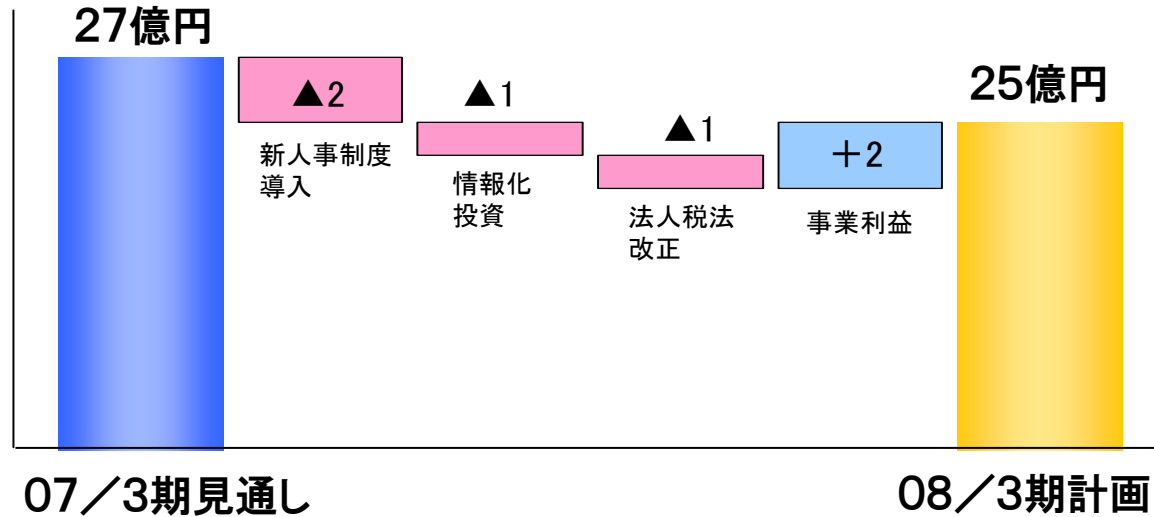 27億円
▲2
新人事制度
導入
▲1
情報化
投資
▲1
法人税法
改正
+2
事業利益
25億円
07/3期見通し
08/3期計画